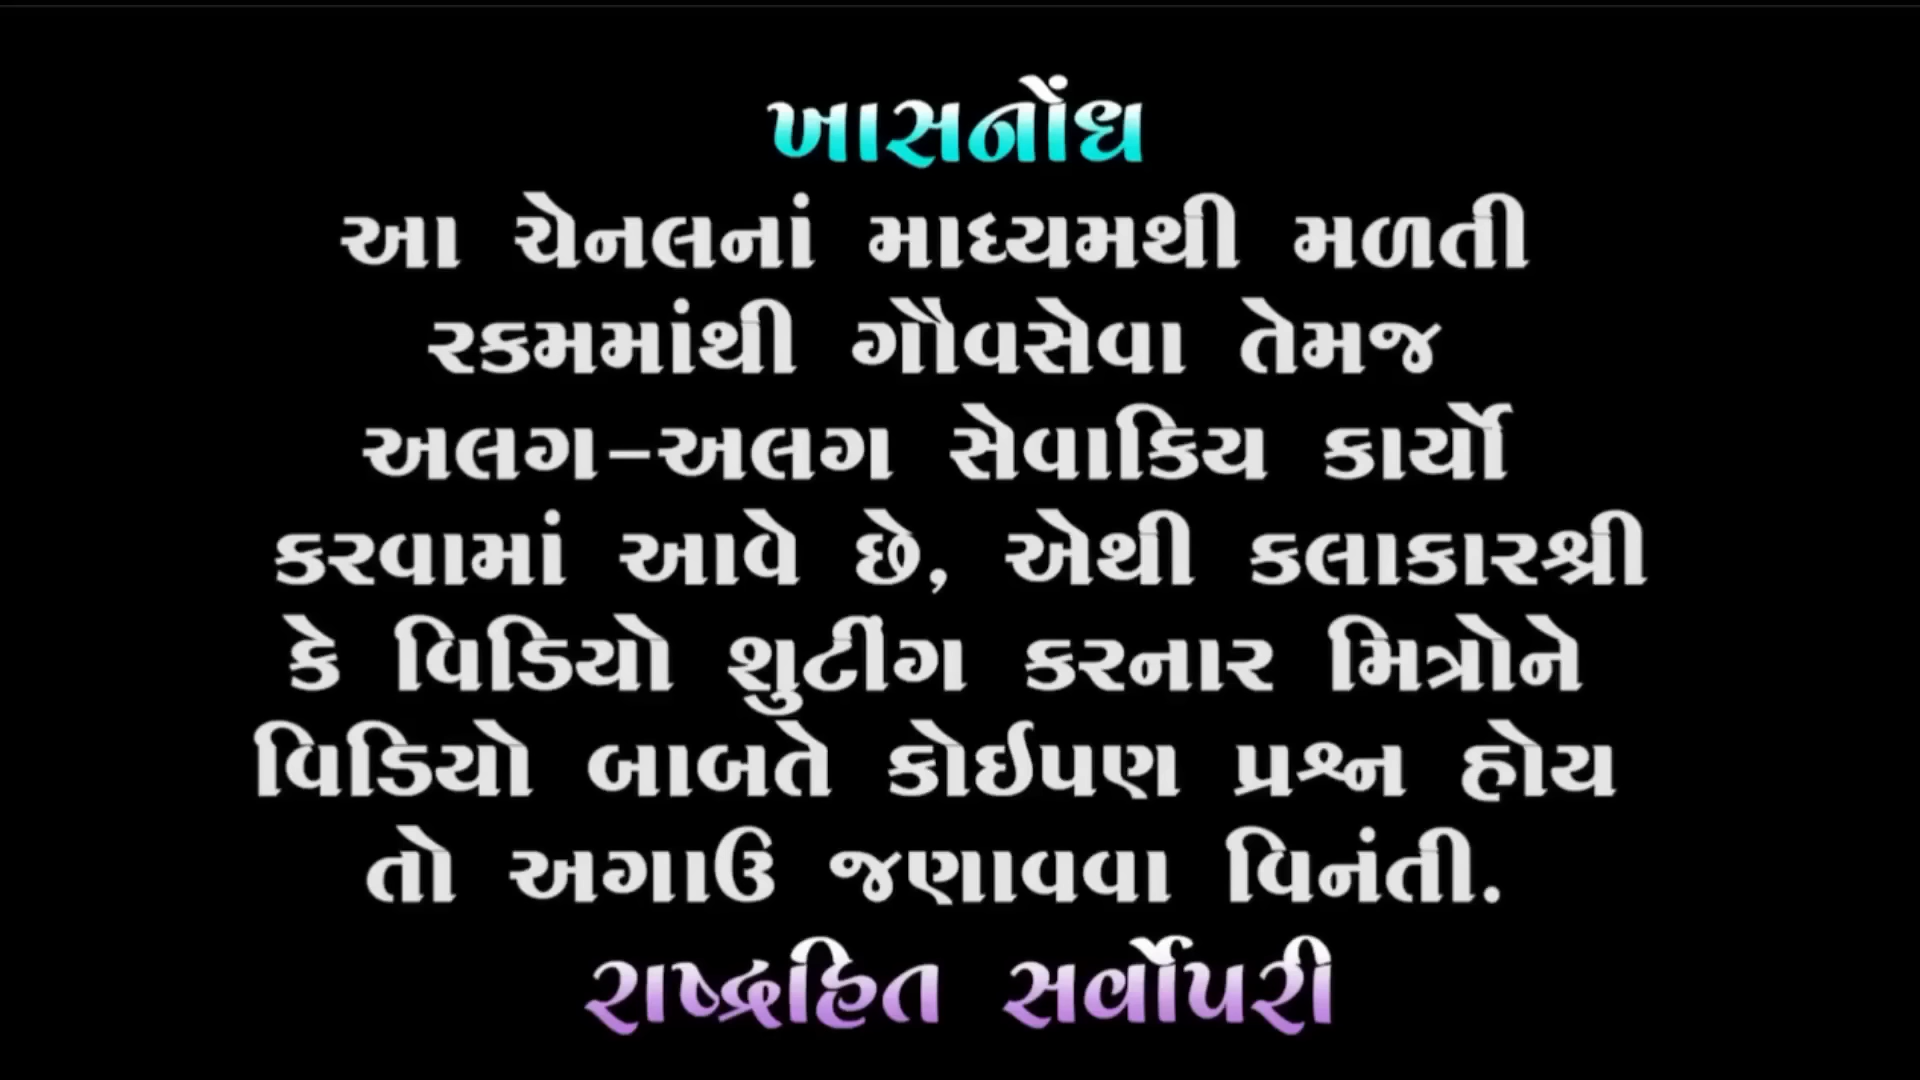 ખાસનોંધ
આ ચેનલનાં માધ્યમથી મળતી
રકમમાંથી ગૌવસેવા તેમજ
અલગ-અલગ સેવાકિય કાર્યો
કરવામાં આવે છે, એથી કલાકારશ્રી
કે વિડિયો શુટીંગ કરનાર મિત્રોને
વિડિયો બાબતે કોઈપણ પ્રશ્ન હોય
તો અગાઉ જણાવવા વિનંતી.
રાષ્દ્રહિત સર્વોપરી